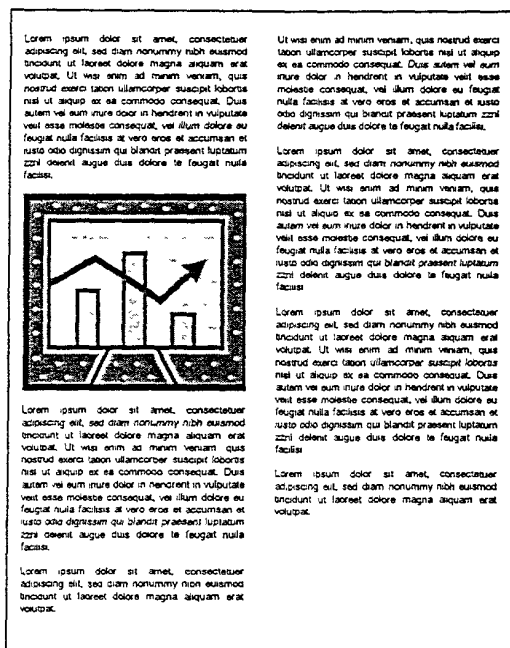 Lorem ipsum dolor sit amet, consectetuer
adipiscing elit, sed diam nonummy nibh euismod
tincidunt ut laoreet dolore magna aliquam erat
volutpat. Ut wisi enim ad minim veniam, quis
nostrud exerci tation ullamcorper suscipit lobortis
nisl ut aliquip ex ea commodo consequat. Duis
autem vel eum iriure dolor in hendrerit in vulputate
velit esse molestie consequat, vel illum dolore eu
feugiat nulla facilisis at vero eros et accumsan et
iusto odio dignissim qui blandit praesent luptatum
zzril delenit augue duis dolore te feugait nulla
facilisi.
Lorem ipsum dolor sit amet, consectetuer
adipiscing elit, sed diam nonummy nibh euismod
tincidunt ut laoreet dolore magna aliquam erat
volutpat. Ut wisi enim ad minim veniam quis
nostrud exerci tation ullamcorper suscipit lobortis
nisl ut aliquip ex ea commodo consequat. Duis
autem vel eum iriure dolor in hendrerit in vulputate
velit esse molestie consequat, vel illum dolore eu
feugiat nulla facilisis at vero eros et accumsan et
iusto odio dignissim qui blandit praesent luptatum
zzril delenit augue duis dolore te feugait nulla
facilisi.
Lorem ipsum dolor sit amet, consectetuer
adipiscing elit, sed diam nonummy nibh euismod
tincidunt ut laoreet dolore magna aliquam erat
volutpat.
Ut wisi enim ad minim veniam, quis nostrud exerci
tation ullamcorper suscipit lobortis nisl ut aliquip
ex ea commodo consequat. Duis autem vel eum
iriure dolor in hendrerit in vulputate velit esse
molestie consequat, vel illum dolore eu feugiat
nulla facilisis at vero eros et accumsan et iusto
odio dignissim qui blandit praesent luptatum zzril
delenit augue duis dolore te feugait nulla facilisi.
Lorem ipsum dolor sit amet, consectetuer
adipiscing elit, sed diam nonummy nibh euismod
tincidunt ut laoreet dolore magna aliquam erat
volutpat. Ut wisi enim ad minim veniam, quis
nostrud exerci tation ullamcorper suscipit lobortis
nisl ut aliquip ex ea commodo consequat. Duis
autem vel eum iriure dolor in hendrerit in vulputate
velit esse molestie consequat, vel illum dolore eu
feugiat nulla facilisis at vero eros et accumsan et
iusto odio dignissim qui blandit praesent luptatum
zzril delenit augue duis dolore te feugait nulla
facilisi
Lorem ipsum dolor sit amet, consectetuer
adipiscing elit, sed diam nonummy nibh euismod
tincidunt ut laoreet dolore magna aliquam erat
volutpat. Ut wisi enim ad minim veniam, quis
nostrud exerci tation ullamcorper suscipit lobortis
nisl ut aliquip ex ea commodo consequat. Duis
autem vel eum iriure dolor in hendrerit in vulputate
velit esse molestie consequat, vel illum dolore eu
feugiat nulla facilisis at vero eros et accumsan et
iusto odio dignissim qui blandit praesent luptatum
zzril delenit augue duis dolore te feugait nulla
facilisi
Lorem ipsum dolor sit amet, consectetuer
adipiscing elit, sed diam nonummy nibh euismod
tincidunt ut laoreet dolore magna aliquam erat
volutpat.